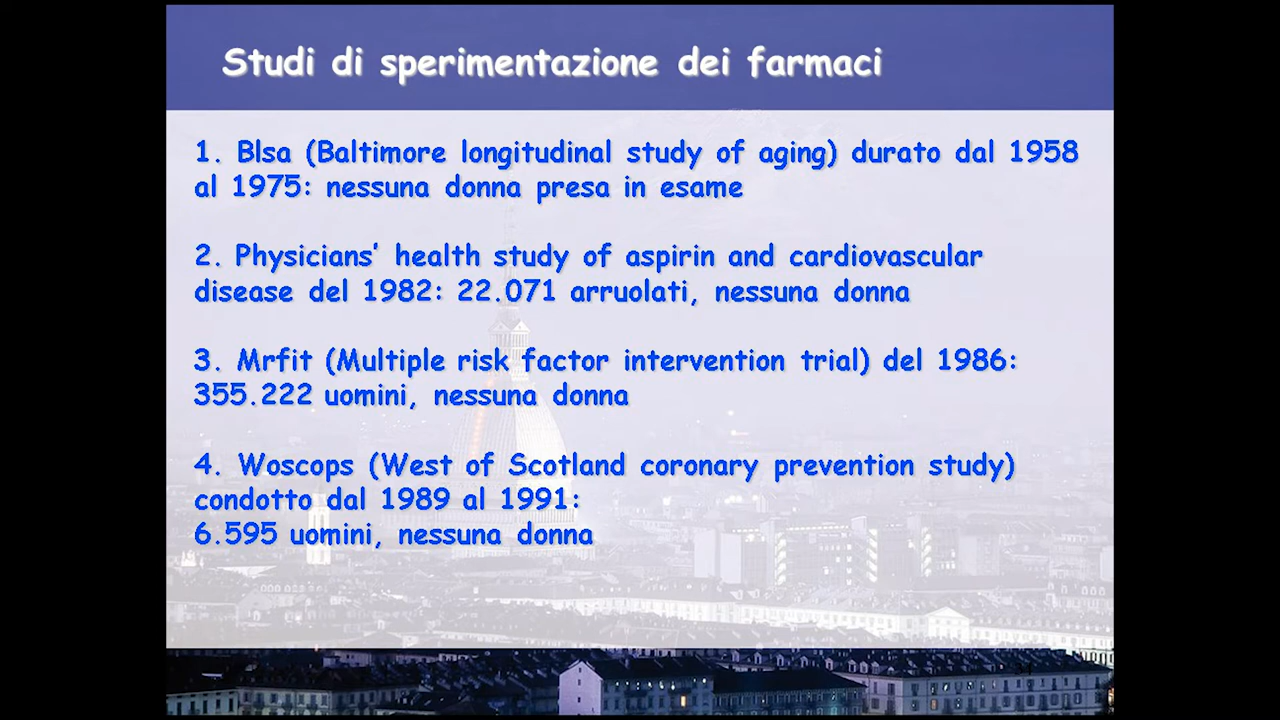 Studi di sperimentazione dei farmaci
1. Blsa (Baltimore longitudinal study of aging) durato dal 1958
al 1975: nessuna donna presa in esame
2. Physicians’ health study of aspirin and cardiovascular
disease del 1982: 22.071 arruolati, nessuna donna
3. Mrfit (Multiple risk factor intervention trial) del 1986:
355.222 uomini, nessuna donna
4. Woscops (West of Scotland coronary prevention study)
condotto dal 1989 al 1991:
6.595 uomini, nessuna donna